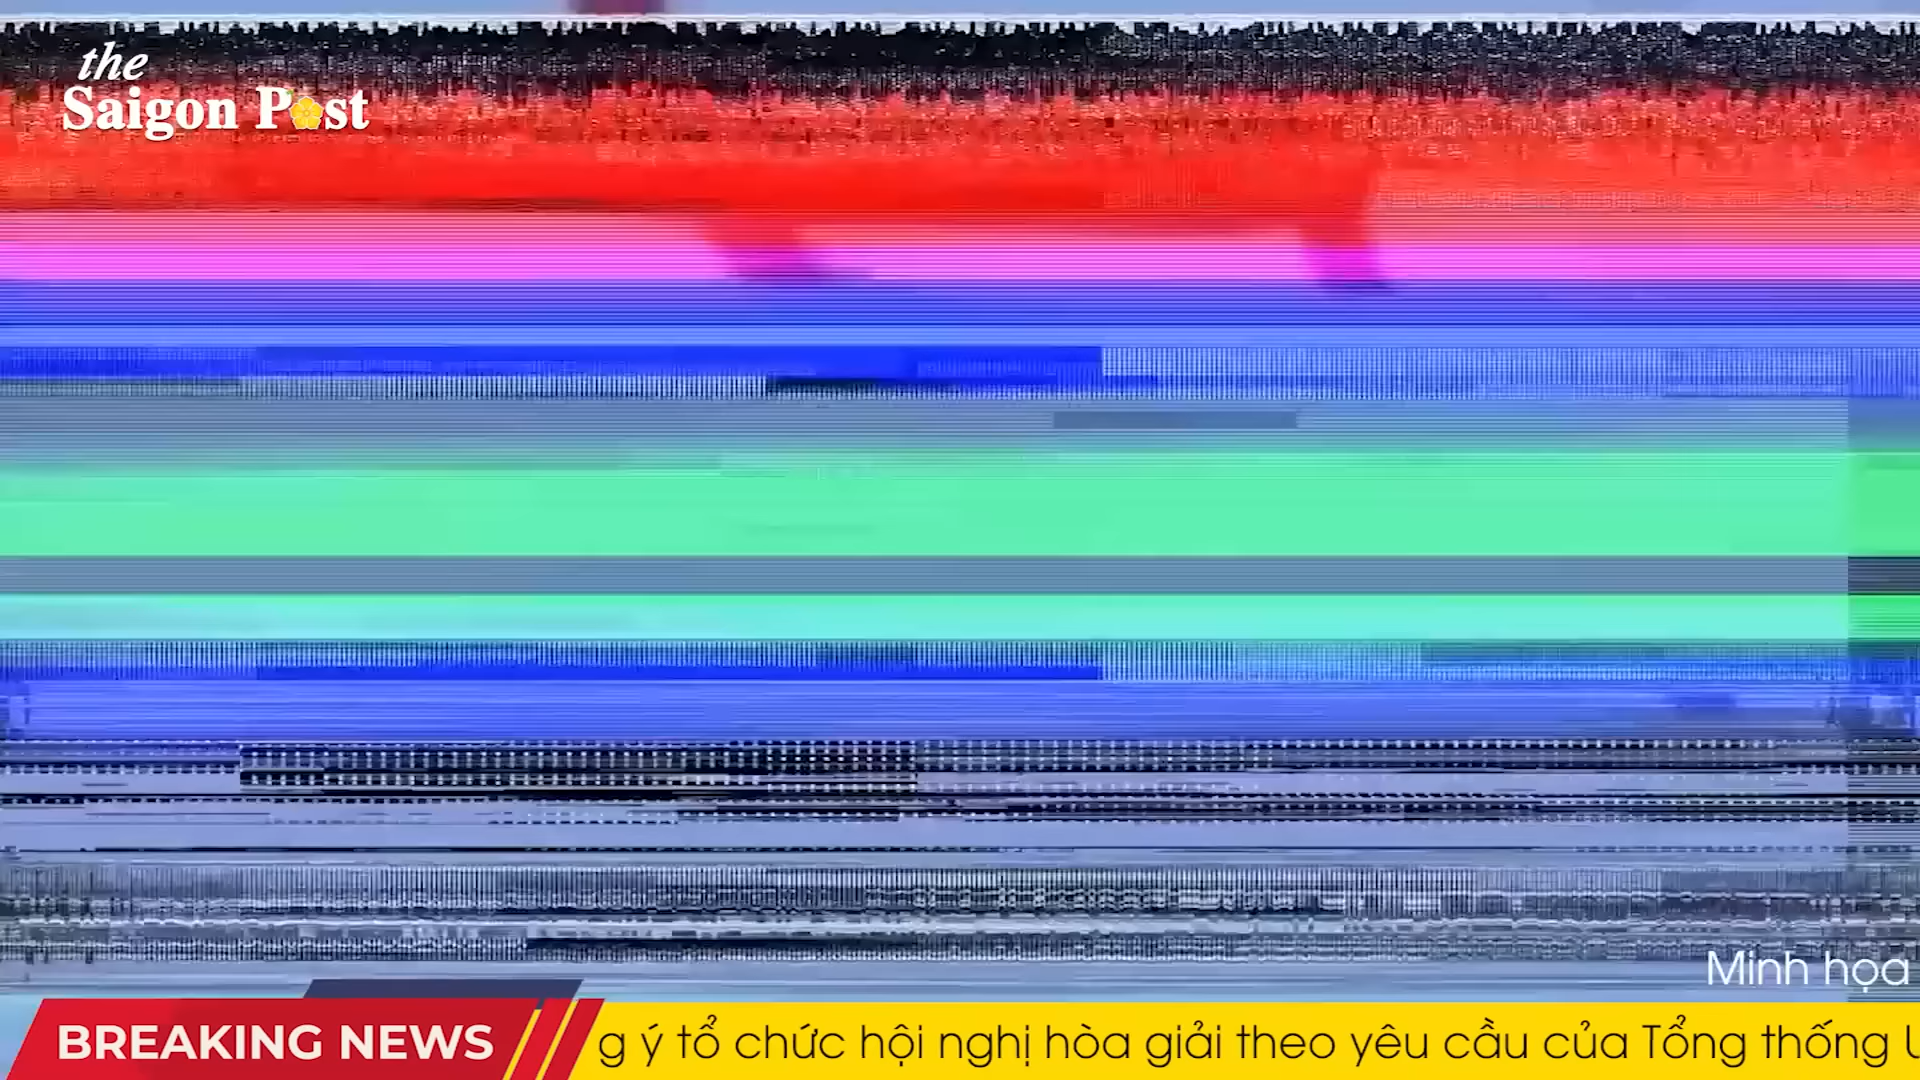 the
Saigon Post
Minh họa
BREAKING NEWS
g ý tổ chức hội nghị hòa giải theo yêu cầu của Tổng thống U